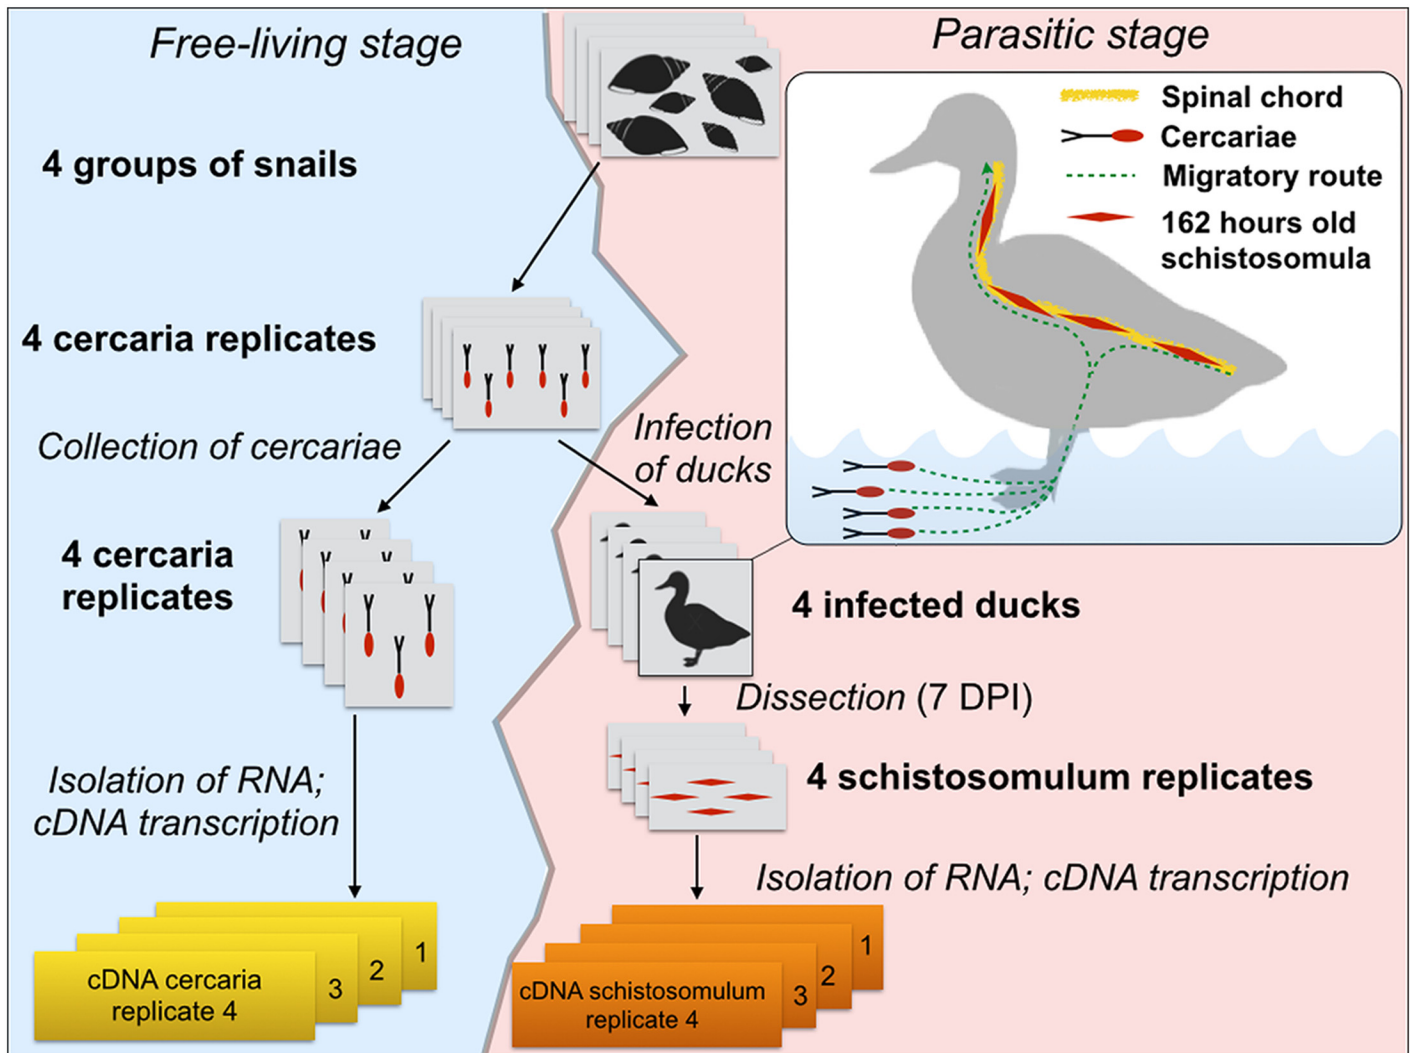 Free-living stage
Parasitic stage
4 groups of snails
Spinal chord
Cercariae
Migratory route
162 hours old
schistosomula
4 cercaria replicates
Collection of cercariae
Infection
of ducks
4 cercaria
replicates
4 infected ducks
Dissection (7 DPI)
4 schistosomulum replicates
Isolation of RNA;
cDNA transcription
Isolation of RNA; cDNA transcription
1
2
3
cDNA cercaria
replicate 4
1
2
3
cDNA schistosomulum
replicate 4